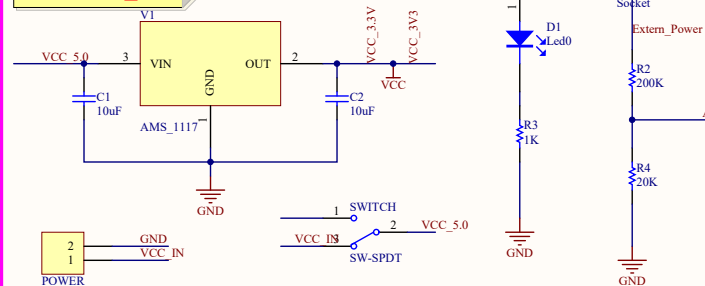 V1
VCC_3.3V
VCC_3V3
Socket
1
D1
Led0
Extern_Power
VCC_5.0
3
VIN
GND
OUT
2
VCC
C1
10uF
1
C2
10uF
AMS_1117
GND
R2
200K
R3
1K
R4
20K
1
SWITCH
2
VCC_5.0
VCC_IN
SW-SPDT
2
GND
1
VCC_IN
POWER
GND
GND